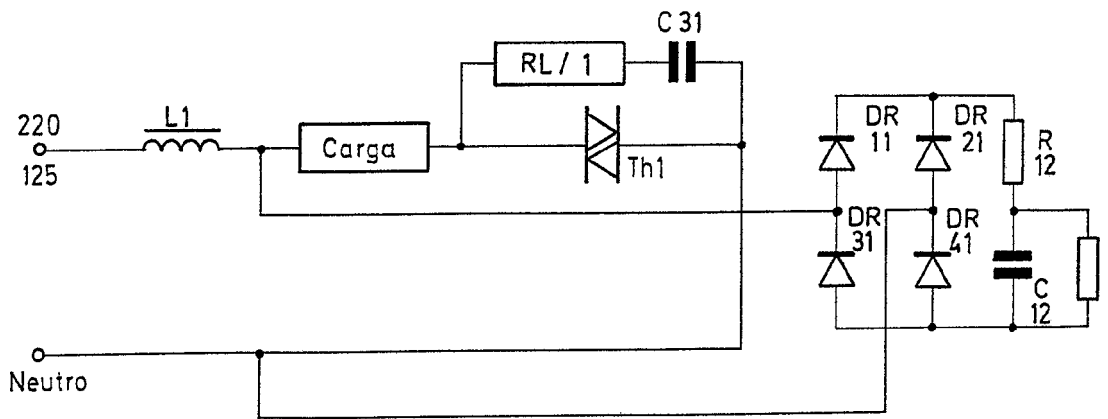 C 31
RL / 1
220
125
L1
Carga
Th1
DR
11
DR
21
R
12
DR
31
DR
41
C
12
Neutro